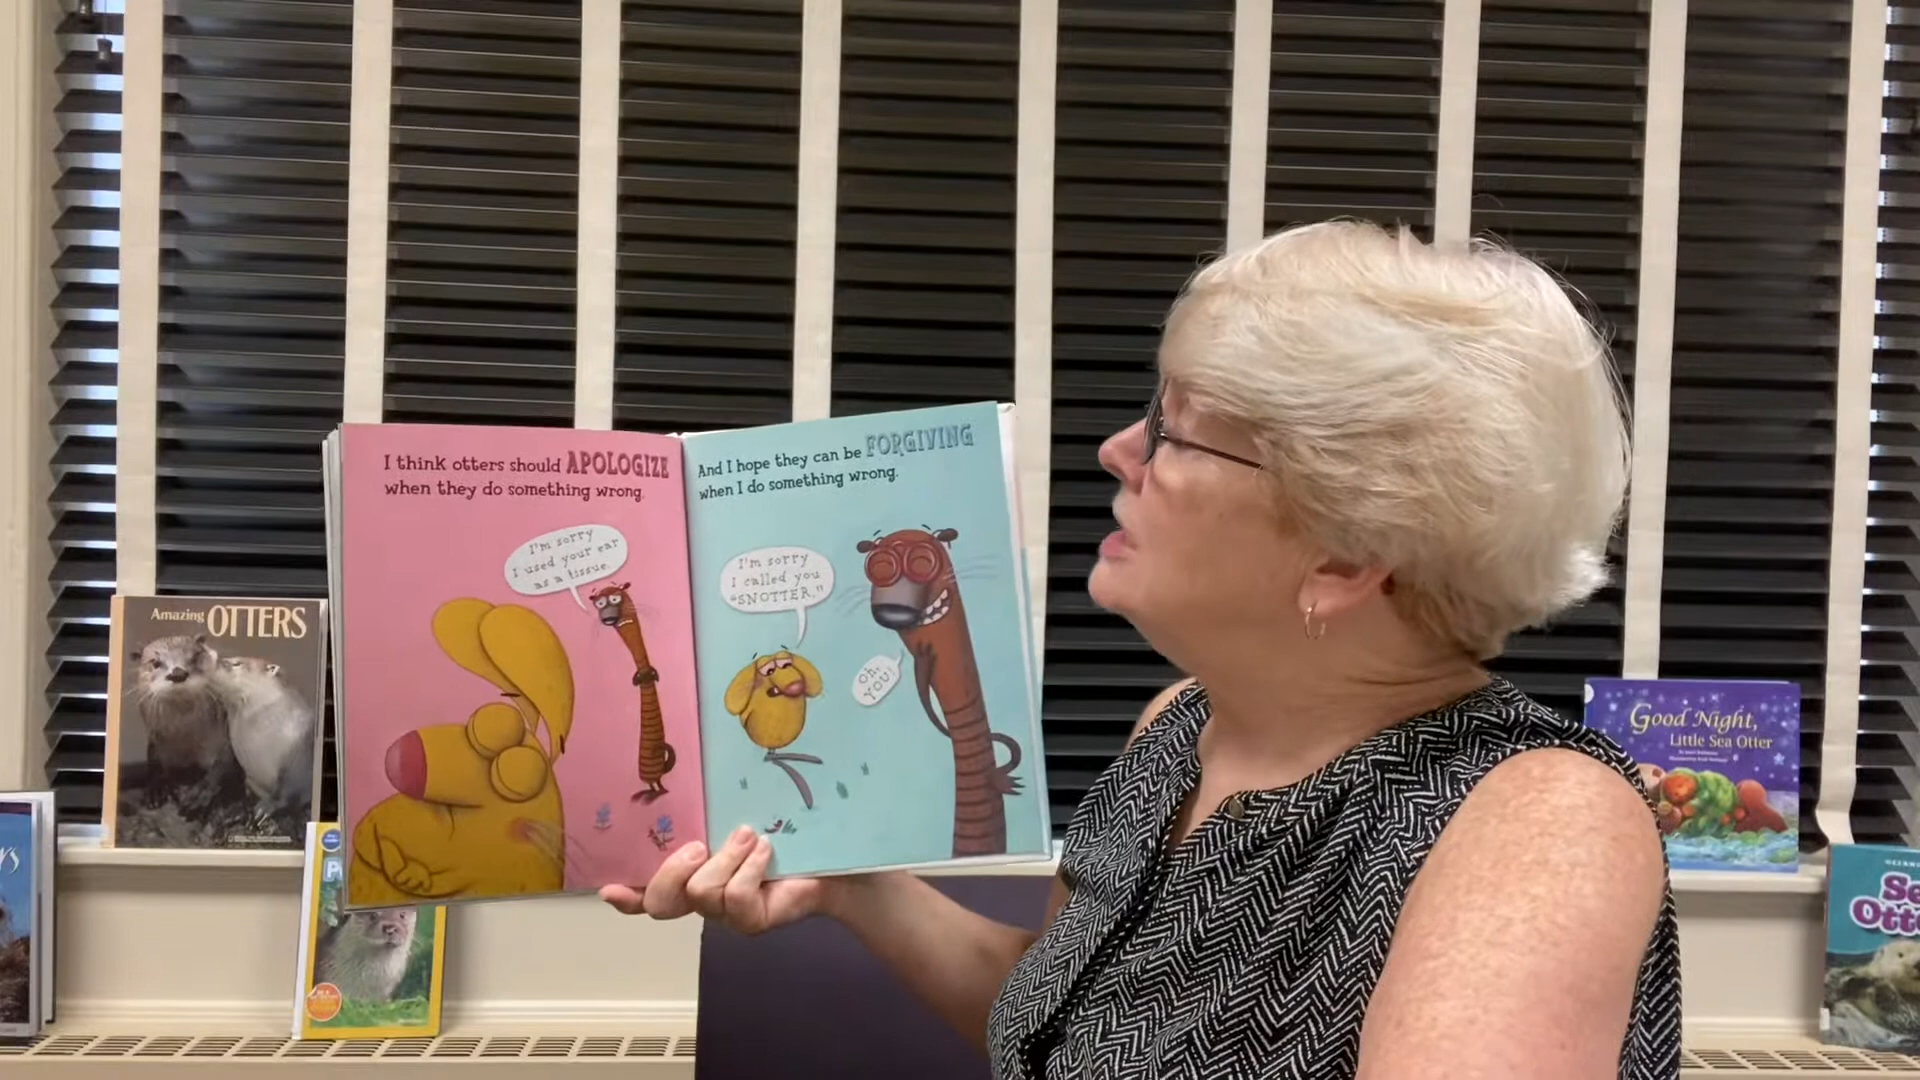 I think otters should APOLOGIZE
when they do something wrong.
I'm sorry
I used your ear
as a tissue.
And I hope they can be FORGIVING
when I do something wrong.
I'm sorry
I called you
"SNOTTER."
Oh,
YOU!
Amazing OTTERS
Good Night,
Little Sea Otter